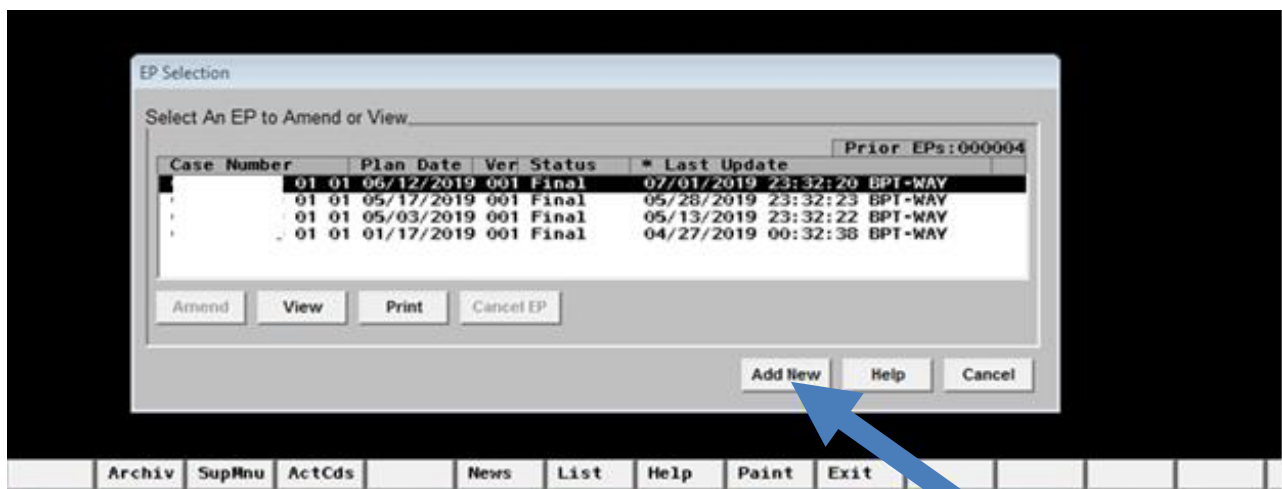 EP Selection
Select An EP to Amend or View
Prior EPs:000004
Case Number Plan Date Ver Status * Last Update
01 01 06/12/2019 001 Final 07/01/2019 23:32:20 BPT-WAY
01 01 05/17/2019 001 Final 05/28/2019 23:32:23 BPT-WAY
01 01 05/03/2019 001 Final 05/13/2019 23:32:22 BPT-WAY
01 01 01/17/2019 001 Final 04/27/2019 00:32:38 BPT-WAY
Amend View Print Cancel EP
Add New Help Cancel
Archiv SupMnu ActCds News List Help Paint Exit